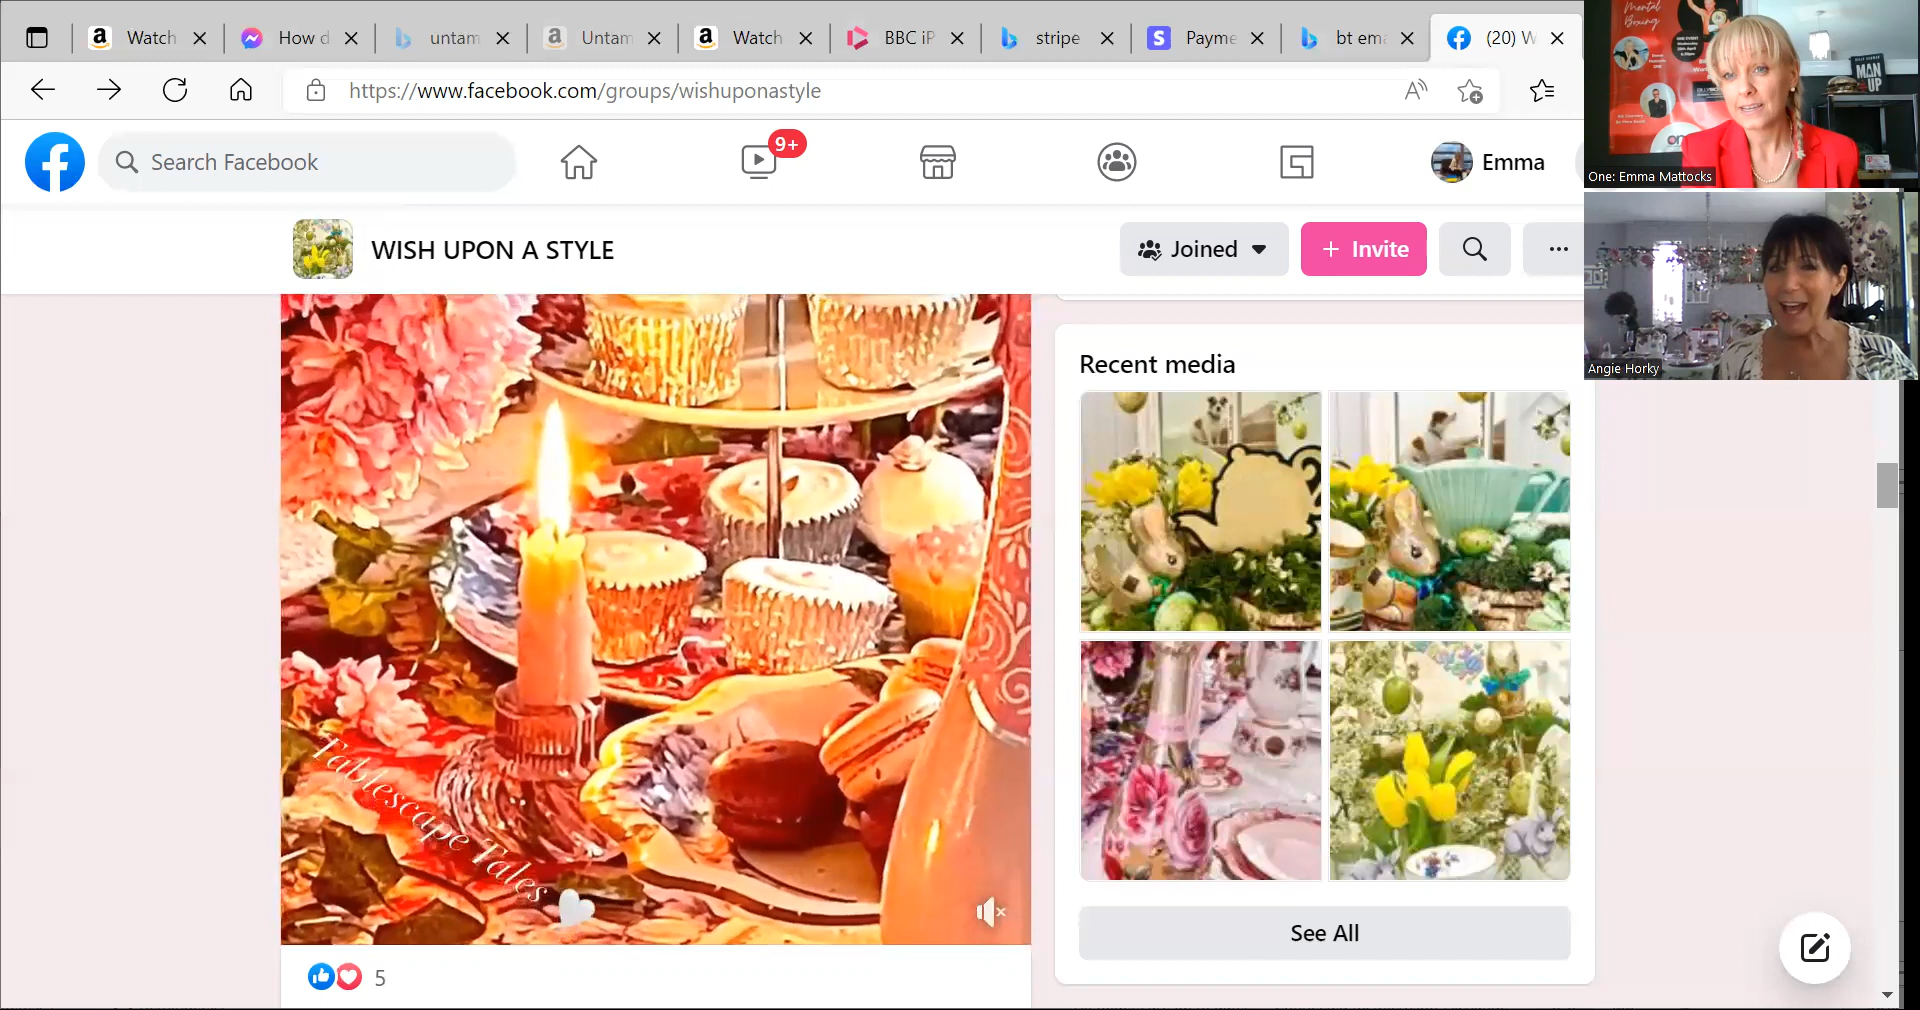 Watch
How d
untam
Untam
Watch
BBC iP
stripe
S
Payme
bt ema
(20) W
https://www.facebook.com/groups/wishuponastyle
Search Facebook
9+
Emma
WISH UPON A STYLE
Joined
+ Invite
Recent media
Tablescape Tales
See All
5
Mental
Boxing
MAN
UP
One: Emma Mattocks
Angie Horky